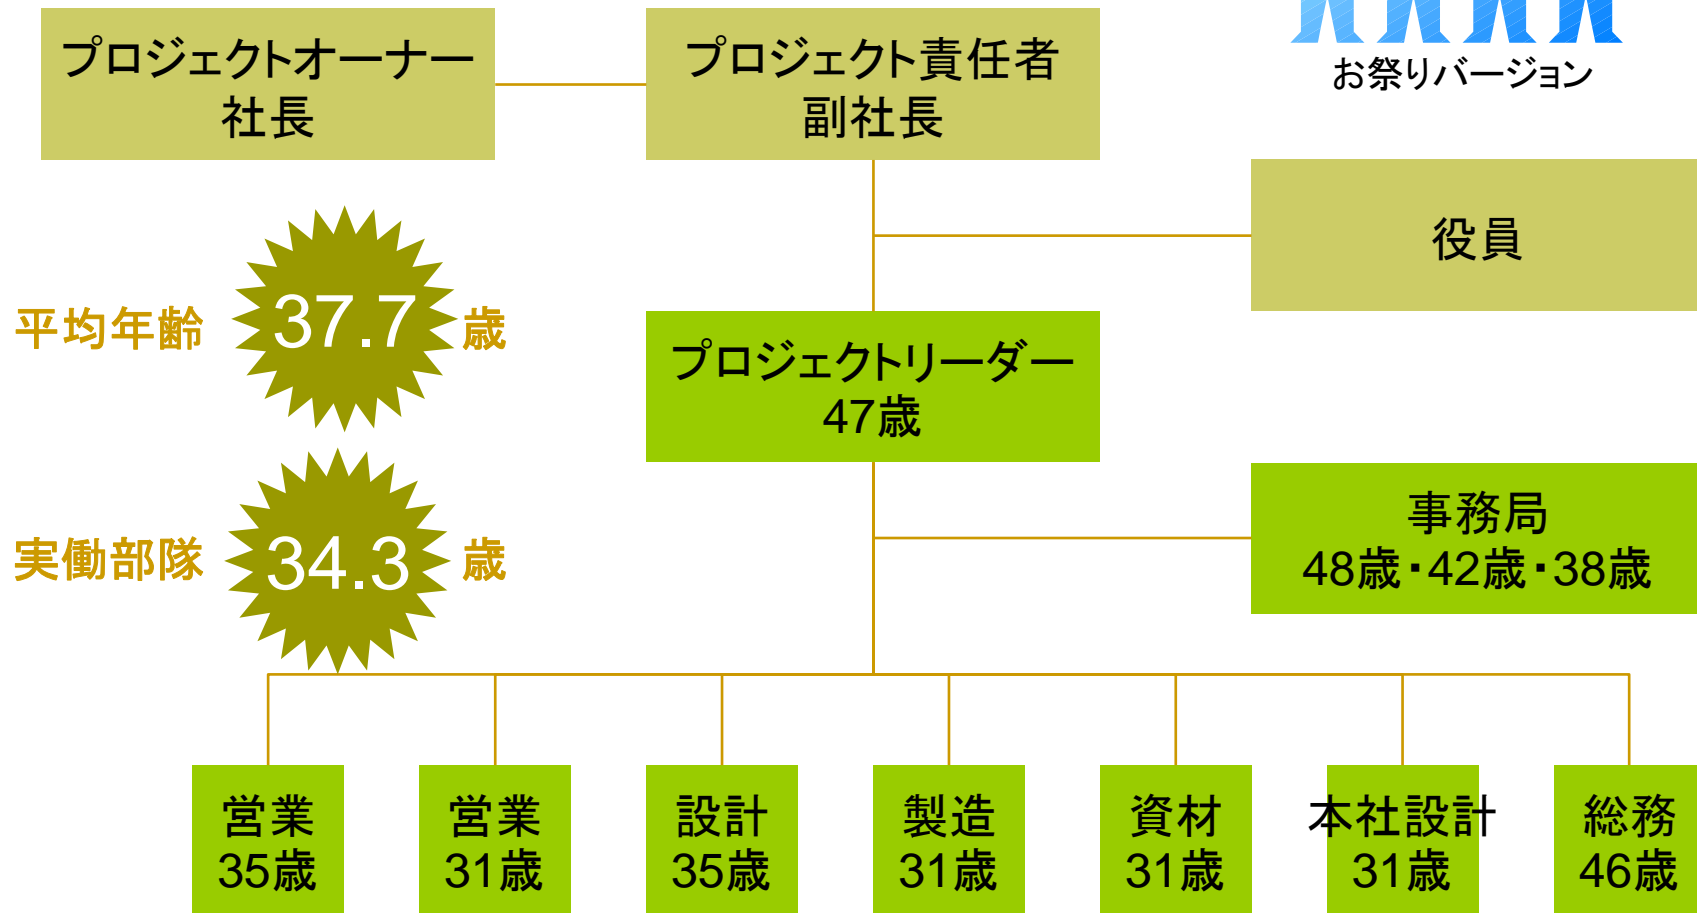 プロジェクトオーナー
社長
プロジェクト責任者
副社長
お祭りバージョン
役員
平均年齢 37.7 歳
プロジェクトリーダー
47歳
実働部隊 34.3 歳
事務局
48歳・42歳・38歳
営業
35歳
営業
31歳
設計
35歳
製造
31歳
資材
31歳
本社設計
31歳
総務
46歳